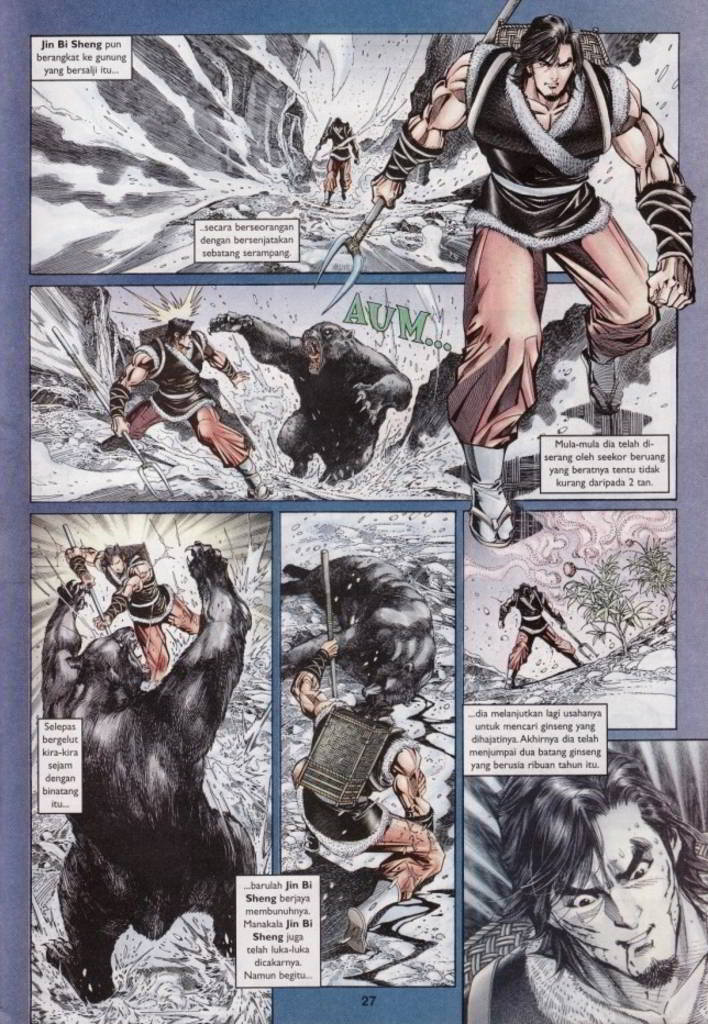 Jin Bi Sheng pun
berangkat ke gunung
yang bersalji itu...
..secara berseorangan
dengan bersenjatakan
sebatang serampang.
AUM...
Mula-mula dia telah di-
serang oleh seekor beruang
yang beratnya tentu tidak
kurang daripada 2 tan.
Selepas
bergelut
kira-kira
sejam
dengan
binatang
itu...
...barulah Jin Bi
Sheng berjaya
membunuhnya.
Manakala Jin Bi
Sheng juga
telah luka-luka
dicakarnya.
Namun begitu...
...dia melanjutkan lagi usahanya
untuk mencari ginseng yang
dihajatinya. Akhirnya dia telah
menjumpai dua batang ginseng
yang berusia ribuan tahun itu.
27